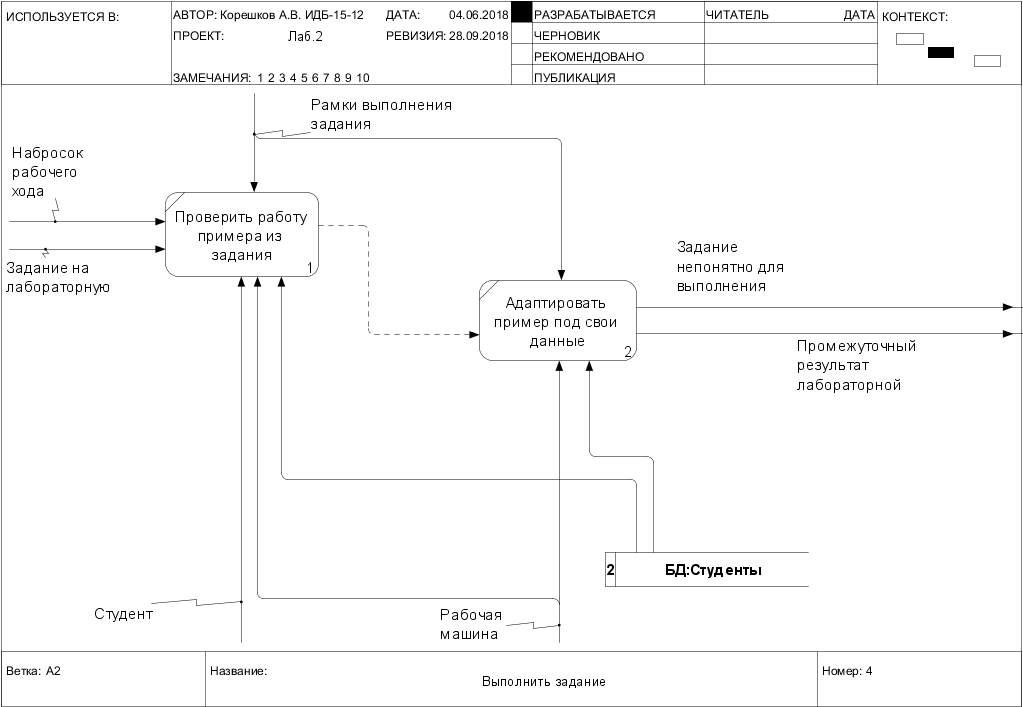 ИСПОЛЬЗУЕТСЯ В:
АВТОР: Корешков А.В. ИДБ-15-12
ДАТА: 04.06.2018
РАЗРАБАТЫВАЕТСЯ
ЧИТАТЕЛЬ
ДАТА
КОНТЕКСТ:
ПРОЕКТ: Лаб.2
РЕВИЗИЯ: 28.09.2018
ЧЕРНОВИК
РЕКОМЕНДОВАНО
ЗАМЕЧАНИЯ: 1 2 3 4 5 6 7 8 9 10
ПУБЛИКАЦИЯ
Рамки выполнения
задания
Набросок
рабочего
хода
Проверить работу
примера из
задания
1
Задание на
лабораторную
Задание
непонятно для
выполнения
Адаптировать
пример под свои
данные
2
Промежуточный
результат
лабораторной
2
БД:Студенты
Студент
Рабочая
машина
Ветка: A2
Название:
Выполнить задание
Номер: 4